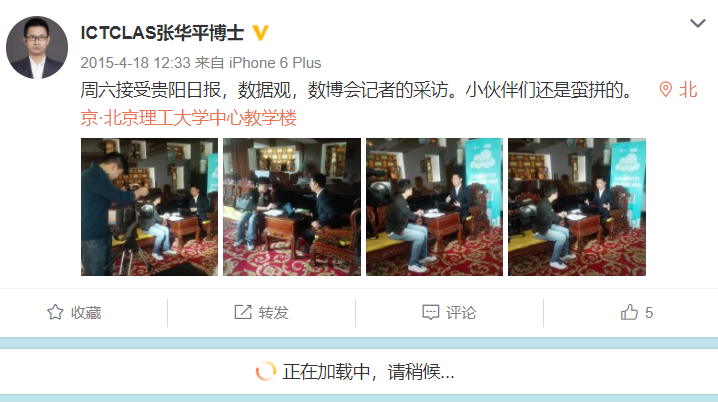 ICTCLAS张华平博士
2015-4-18 12:33 来自 iPhone 6 Plus
周六接受贵阳日报，数据观，数博会记者的采访。小伙伴们还是蛮拼的。 北
京·北京理工大学中心教学楼
收藏
转发
评论
5
正在加载中，请稍候...